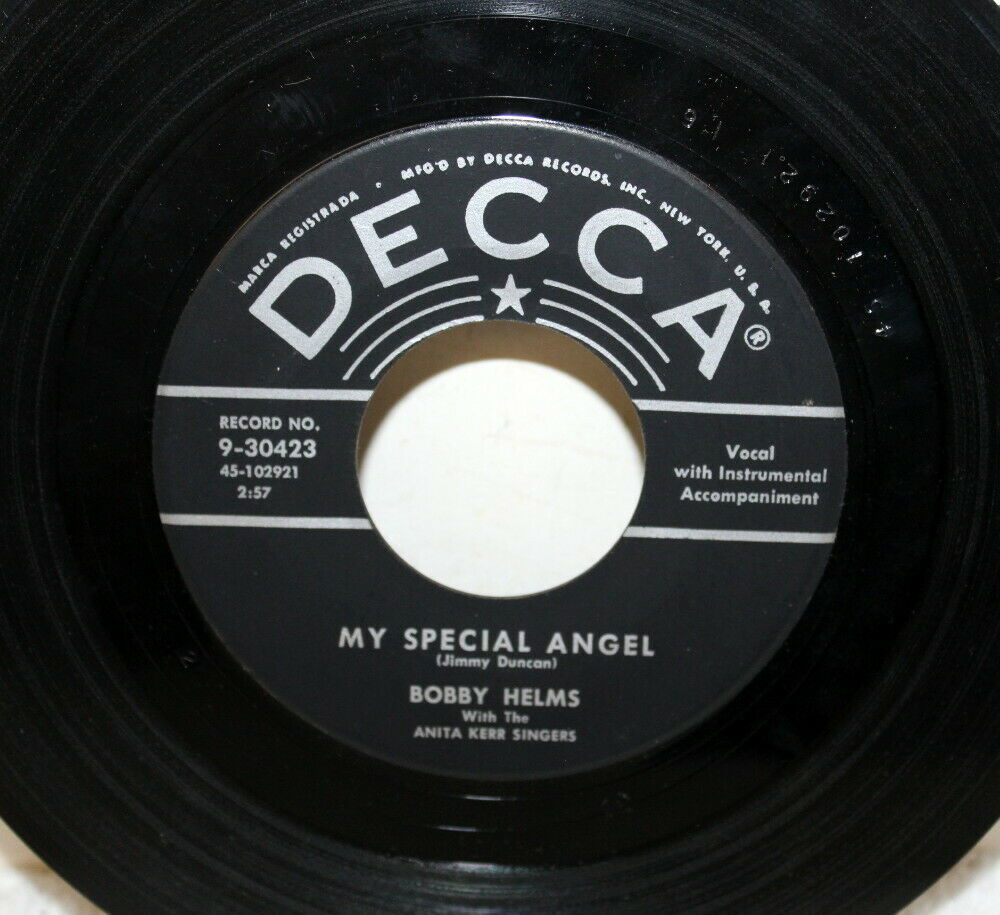 MARCA REGISTRADA • MFG'D BY DECCA RECORDS, INC., NEW YORK, U.S.A.
DECCA®
RECORD NO.
9-30423
45-102921
2:57
Vocal
with Instrumental
Accompaniment
MY SPECIAL ANGEL
(Jimmy Duncan)
BOBBY HELMS
With The
ANITA KERR SINGERS